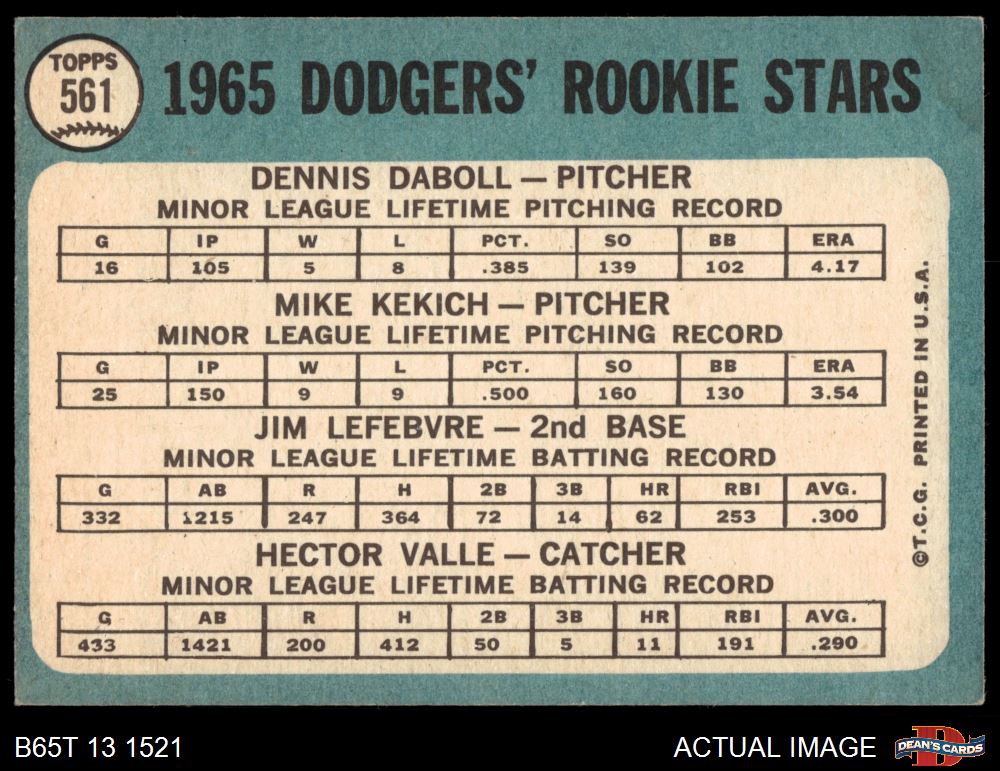 TOPPS
561
1965 DODGERS' ROOKIE STARS
DENNIS DABOLL — PITCHER
MINOR LEAGUE LIFETIME PITCHING RECORD
G IP W L PCT. SO BB ERA
16 105 5 8 .385 139 102 4.17
MIKE KEKICH — PITCHER
MINOR LEAGUE LIFETIME PITCHING RECORD
G IP W L PCT. SO BB ERA
25 150 9 9 .500 160 130 3.54
JIM LEFEBVRE — 2nd BASE
MINOR LEAGUE LIFETIME BATTING RECORD
G AB R H 2B 3B HR RBI AVG.
332 1215 247 364 72 14 62 253 .300
HECTOR VALLE — CATCHER
MINOR LEAGUE LIFETIME BATTING RECORD
G AB R H 2B 3B HR RBI AVG.
433 1421 200 412 50 5 11 191 .290
©T.C.G. PRINTED IN U.S.A.
B65T 13 1521
ACTUAL IMAGE
D
DEAN'S CARDS